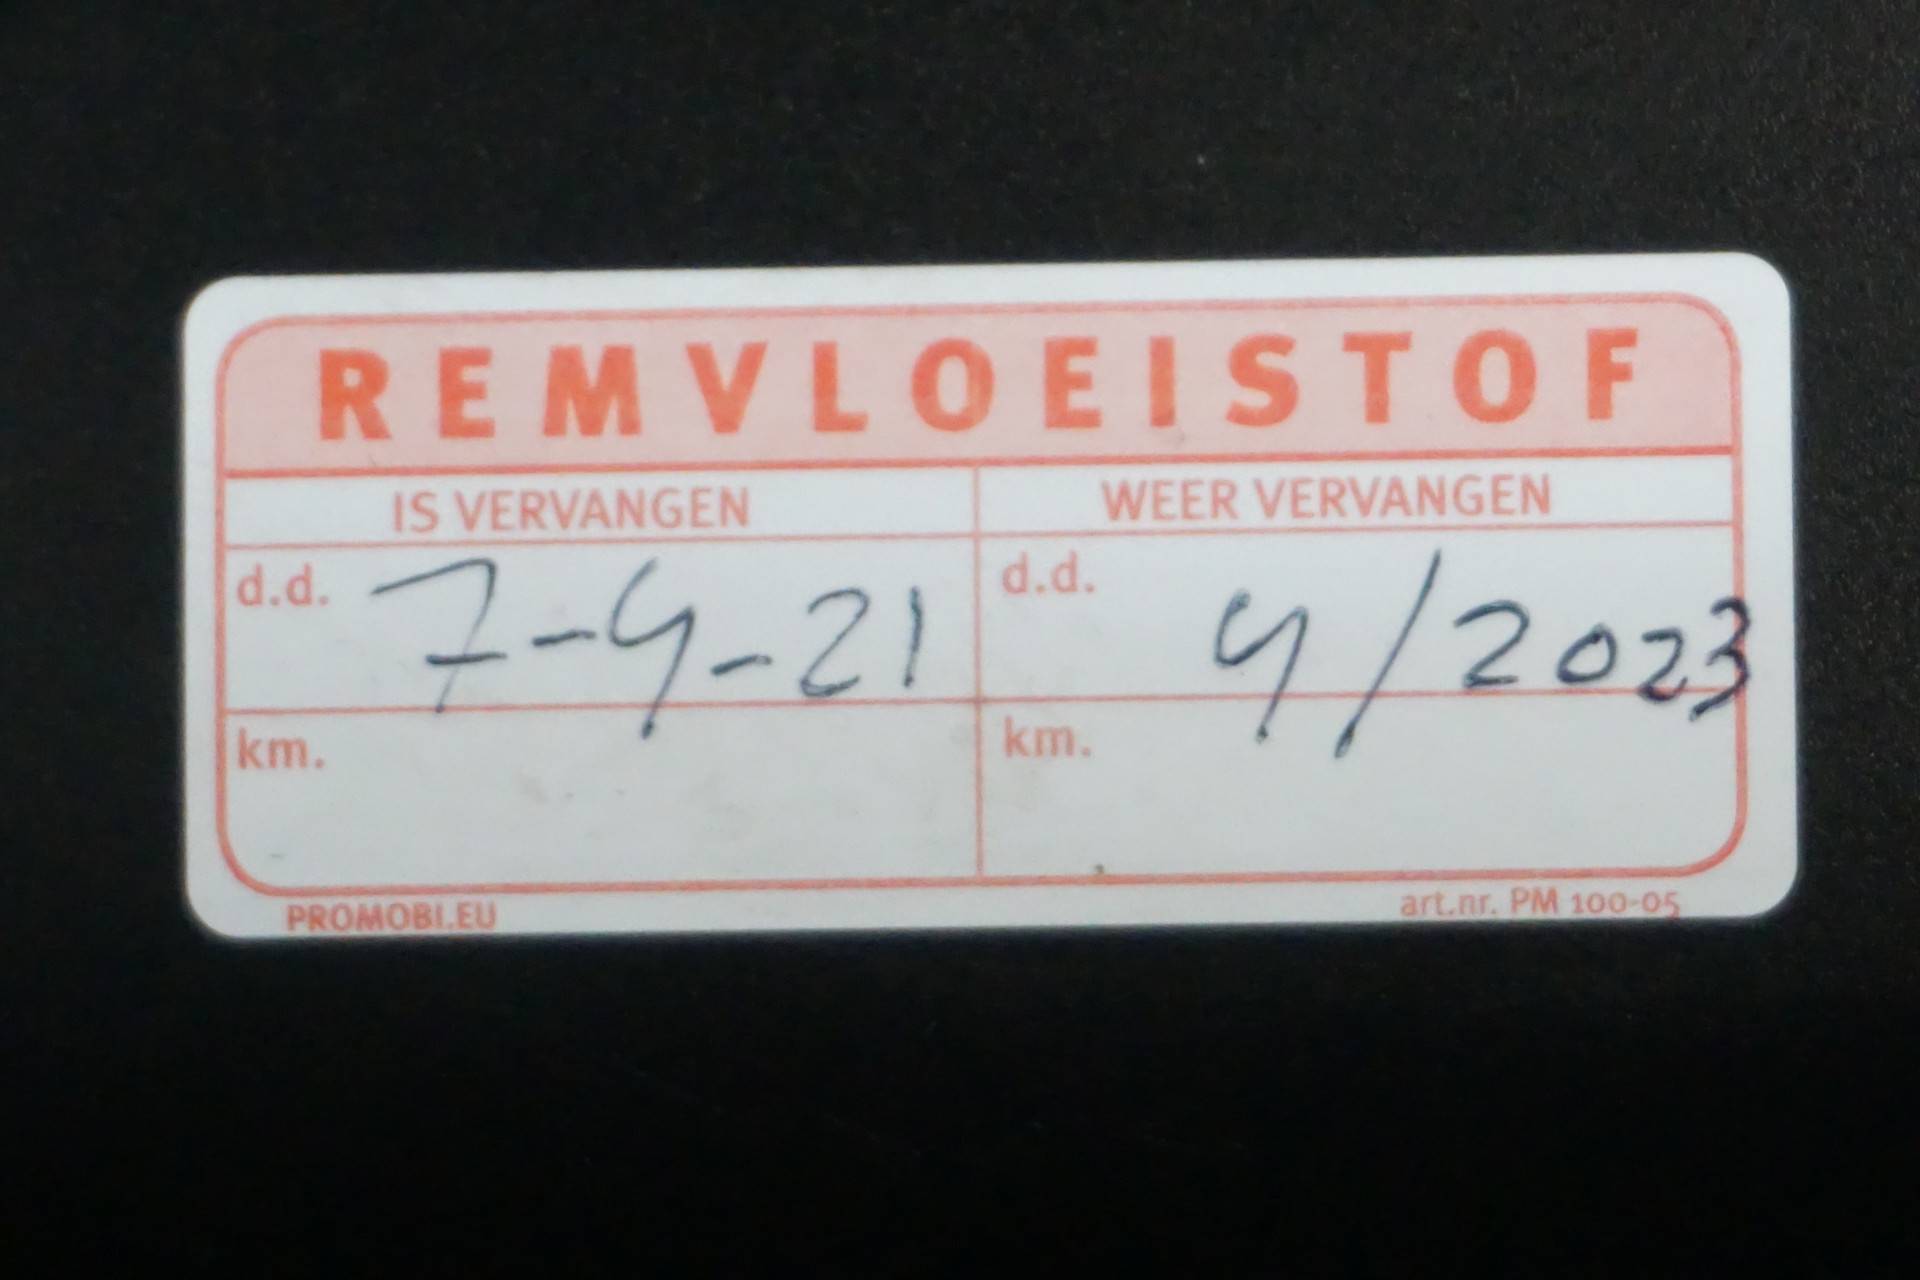 REMVLOEISTOF
IS VERVANGEN WEER VERVANGEN
d.d. 7-4-21 d.d. 4/2023
km. km.
PROMOBI.EU art.nr. PM 100-05